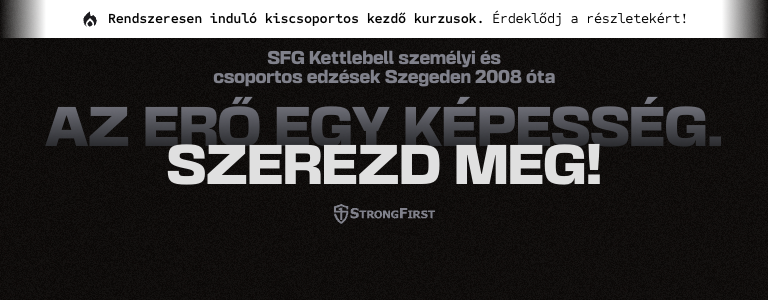 Rendszeresen induló kiscsoportos kezdő kurzusok. Érdeklődj a részletekért!
SFG Kettlebell személyi és
csoportos edzések Szegeden 2008 óta
AZ ERŐ EGY KÉPESSÉG.
SZEREZD MEG!
STRONGFIRST